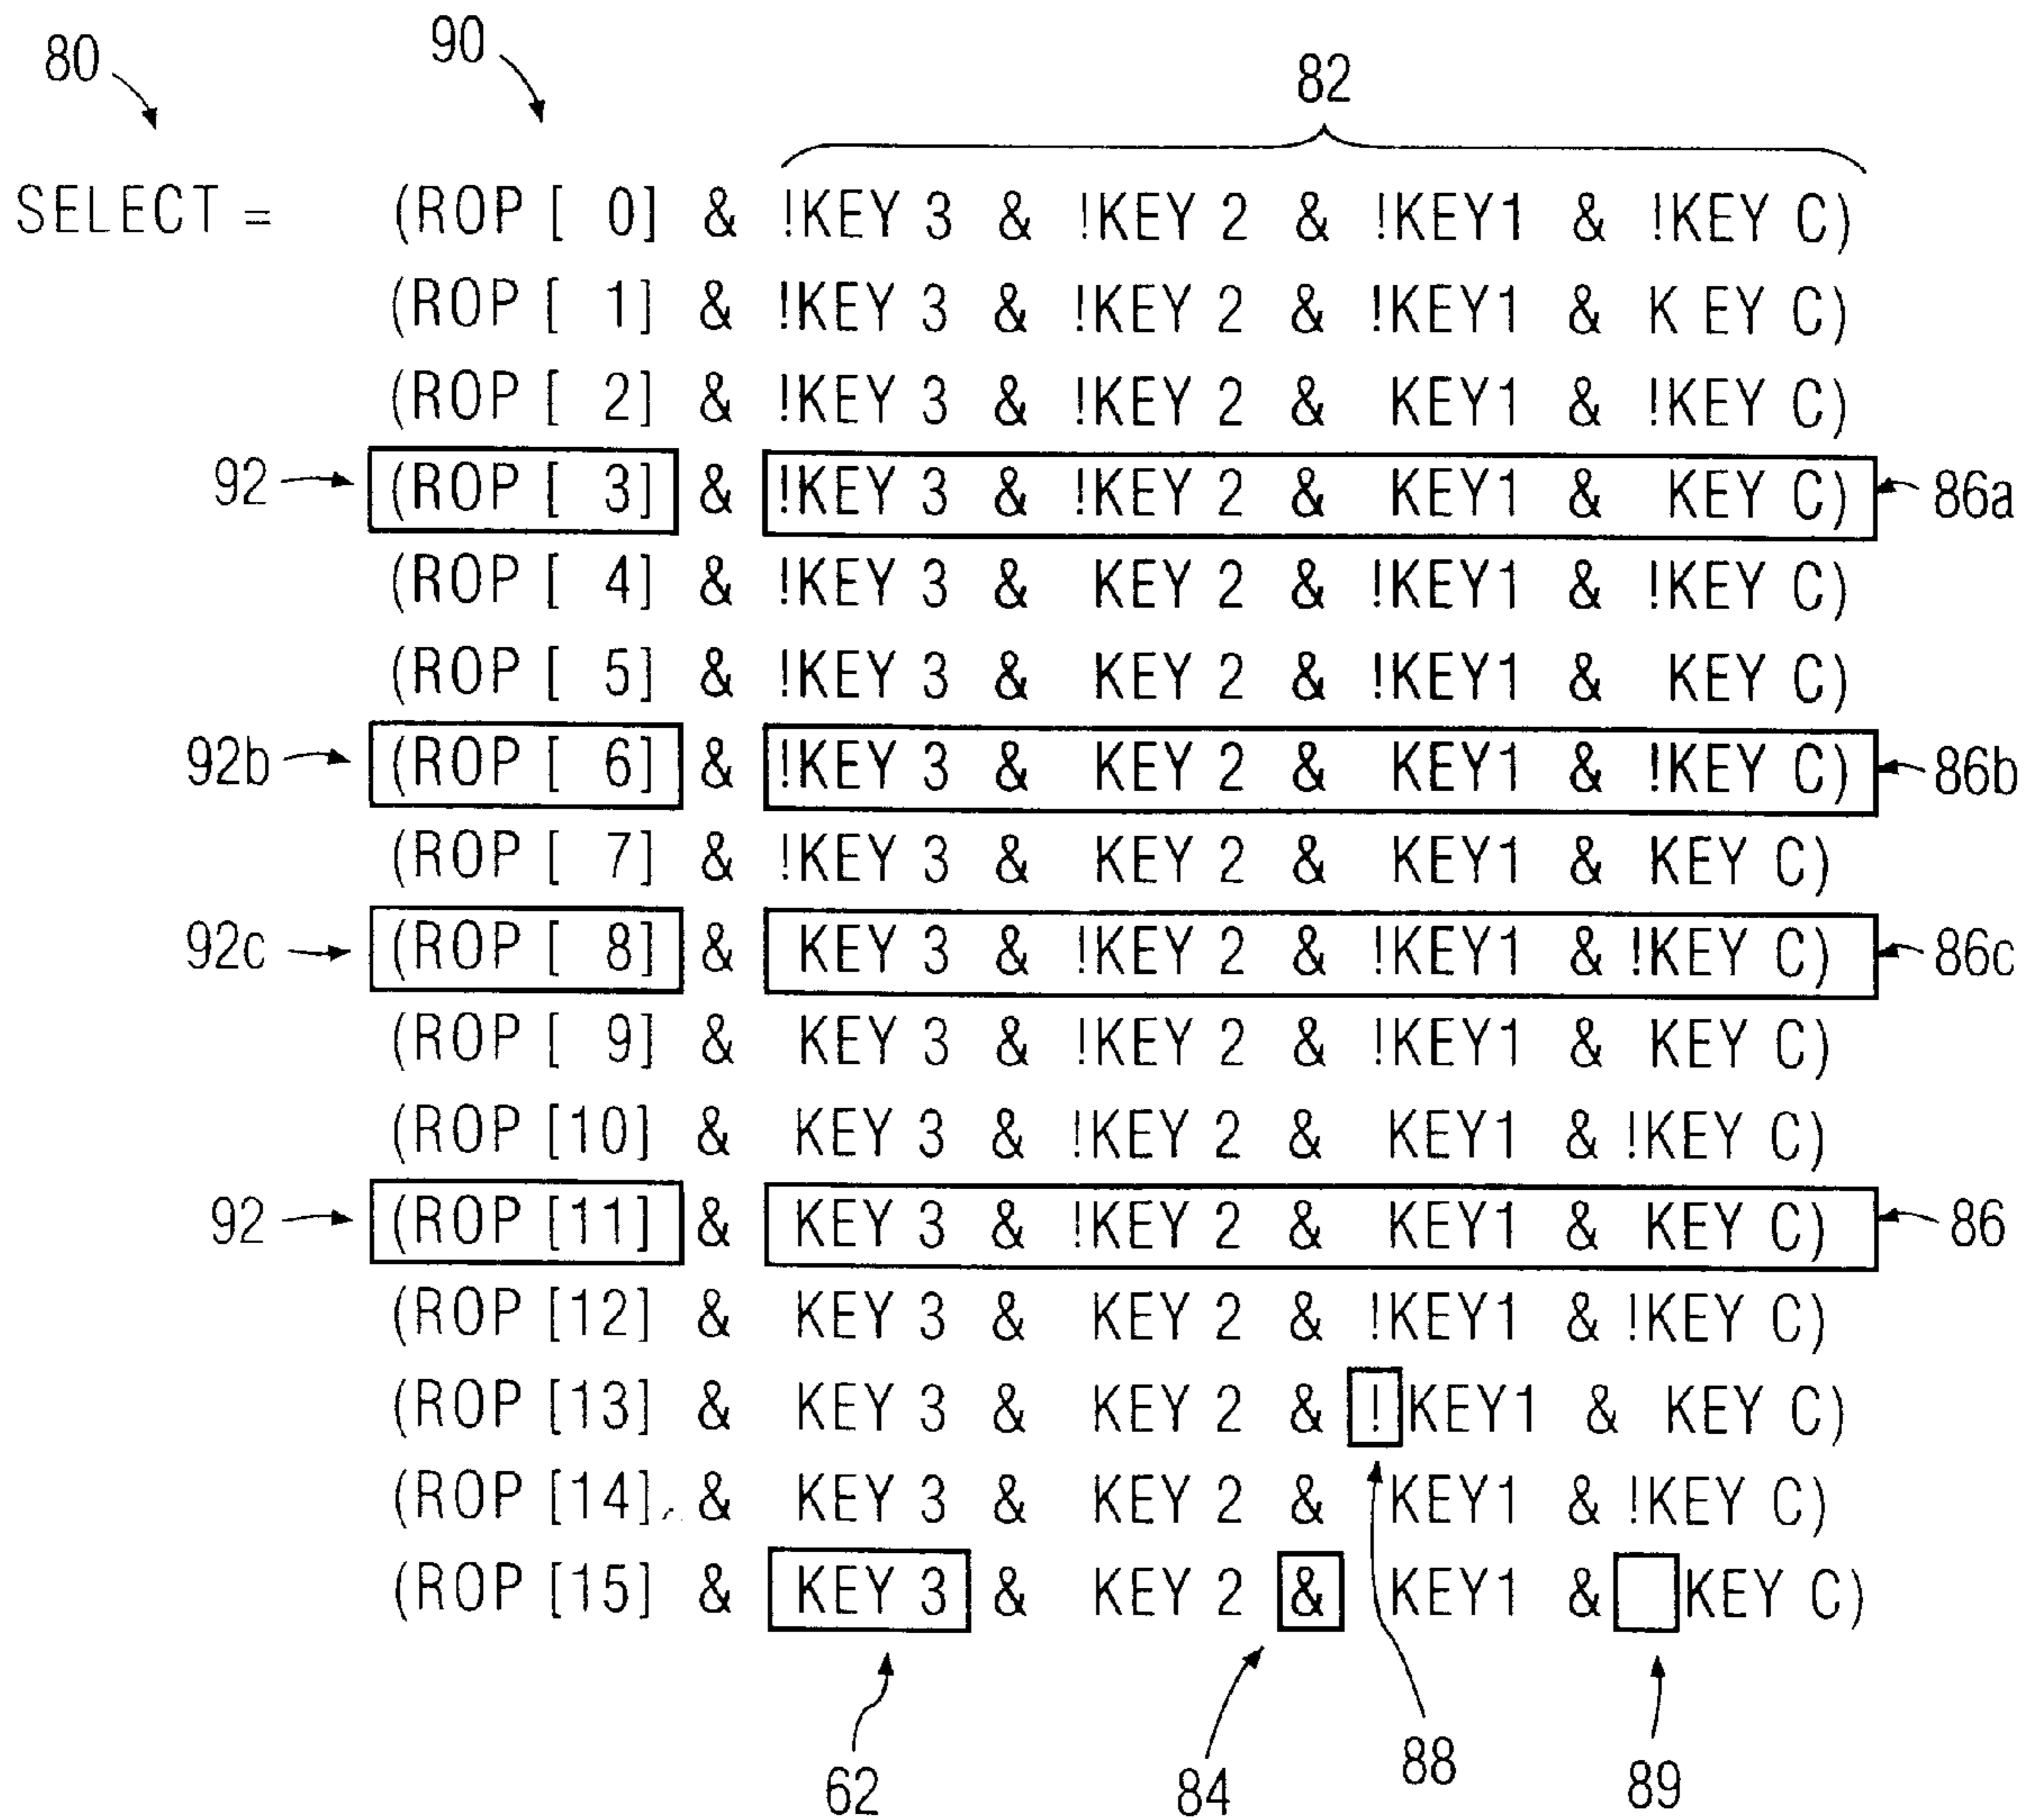 80 90 82
SELECT = (ROP [ 0] & !KEY 3 & !KEY 2 & !KEY1 & !KEY C)
(ROP [ 1] & !KEY 3 & !KEY 2 & !KEY1 & K EY C)
(ROP [ 2] & !KEY 3 & !KEY 2 & KEY1 & !KEY C)
92 (ROP [ 3] & !KEY 3 & !KEY 2 & KEY1 & KEY C) 86a
(ROP [ 4] & !KEY 3 & KEY 2 & !KEY1 & !KEY C)
(ROP [ 5] & !KEY 3 & KEY 2 & !KEY1 & KEY C)
92b (ROP [ 6] & !KEY 3 & KEY 2 & KEY1 & !KEY C) 86b
(ROP [ 7] & !KEY 3 & KEY 2 & KEY1 & KEY C)
92c (ROP [ 8] & KEY 3 & !KEY 2 & !KEY1 & !KEY C) 86c
(ROP [ 9] & KEY 3 & !KEY 2 & !KEY1 & KEY C)
(ROP [10] & KEY 3 & !KEY 2 & KEY1 & !KEY C)
92 (ROP [11] & KEY 3 & !KEY 2 & KEY1 & KEY C) 86
(ROP [12] & KEY 3 & KEY 2 & !KEY1 & !KEY C)
(ROP [13] & KEY 3 & KEY 2 & !KEY1 & KEY C)
(ROP [14] & KEY 3 & KEY 2 & KEY1 & !KEY C)
(ROP [15] & KEY 3 & KEY 2 & KEY1 & KEY C)
62 84 88 89